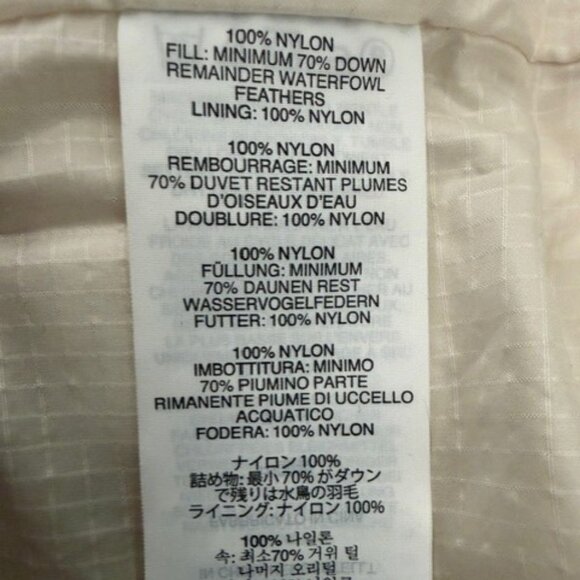 100% NYLON
FILL: MINIMUM 70% DOWN
REMAINDER WATERFOWL
FEATHERS
LINING: 100% NYLON
100% NYLON
REMBOURRAGE: MINIMUM
70% DUVET RESTANT PLUMES
D'OISEAUX D'EAU
DOUBLURE: 100% NYLON
100% NYLON
FÜLLUNG: MINIMUM
70% DAUNEN REST
WASSERVOGELFEDERN
FUTTER: 100% NYLON
100% NYLON
IMBOTTITURA: MINIMO
70% PIUMINO PARTE
RIMANENTE PIUME DI UCCELLO
ACQUATICO
FODERA: 100% NYLON
ナイロン 100%
詰め物: 最小 70% がダウン
で残りは水鳥の羽毛
ライニング: ナイロン 100%
100% 나일론
속: 최소70% 거위 털
나머지 오리털